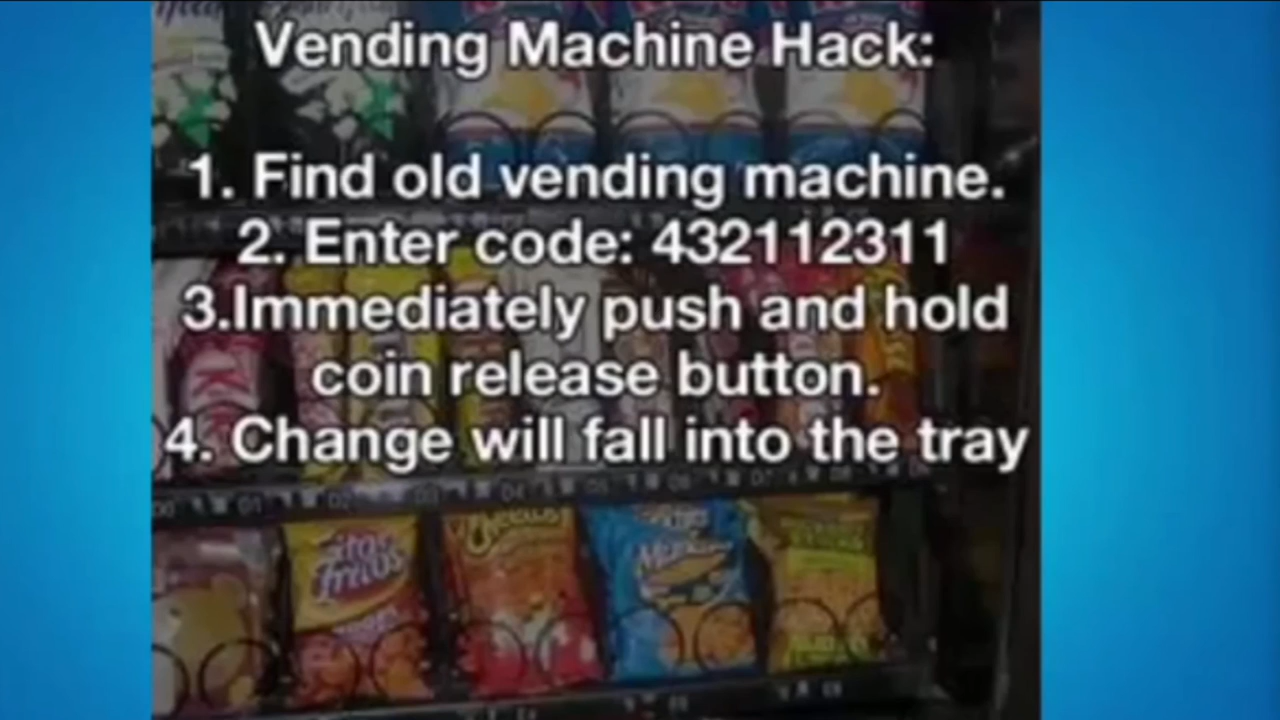 Vending Machine Hack:
1. Find old vending machine.
2. Enter code: 432112311
3.Immediately push and hold
coin release button.
4. Change will fall into the tray
Cheetos